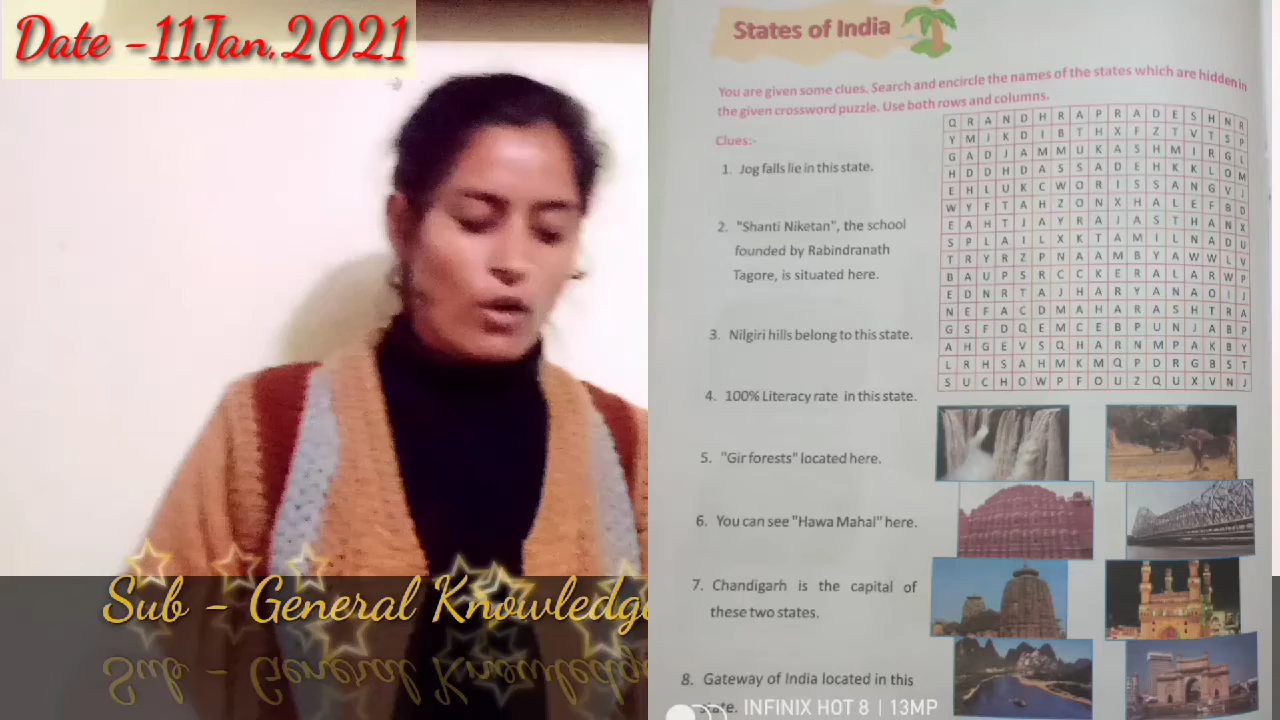 Date -11Jan,2021
States of India
You are given some clues. Search and encircle the names of the states which are hidden in
the given crossword puzzle. Use both rows and columns.
Clues:-
1. Jog falls lie in this state.
2. "Shanti Niketan", the school
founded by Rabindranath
Tagore, is situated here.
3. Nilgiri hills belong to this state.
4. 100% Literacy rate in this state.
5. "Gir forests" located here.
6. You can see "Hawa Mahal" here.
7. Chandigarh is the capital of
these two states.
8. Gateway of India located in this
state.
Q R A N D H R A P R A D E S H N R
Y M J K D I B T H X F Z T V T S P
G A D J A M M U K A S H M I R G L
H D D H D A S S A D E H K K L O M
E H L U K C W O R I S S A N G V J
W Y F T A H Z O N X H A L E F B D
E A H T J A Y R A J A S T H A N X
S P L A I L X K T A M I L N A D U
T R Y R Z P N A A M B Y A W W L V
B A U P S R C C K E R A L A R W P
E D N R T A J H A R Y A N A O I J
N E F A C D M A H A R A S H T R A
G S F D Q E M C E B P U N J A B P
A H G E V S Q H A R N M P A K B Y
L R H S A H M K M Q P D R G B S T
S U C H O W P F O U Z Q U X V N J
Sub - General Knowledge
INFINIX HOT 8 | 13MP